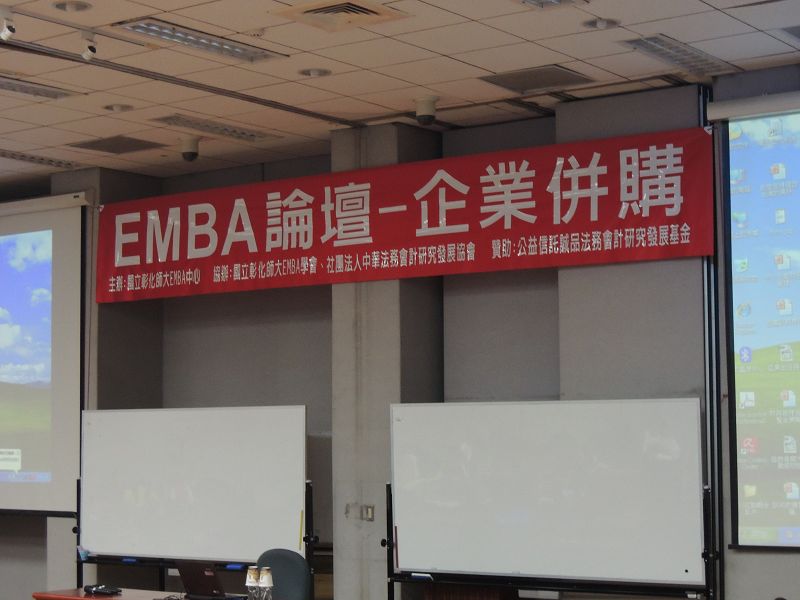 EMBA論壇－企業併購
主辦：國立彰化師大EMBA中心 協辦：國立彰化師大EMBA學會、社團法人中華法務會計研究發展協會 贊助：公益信託誠品法務會計研究發展基金